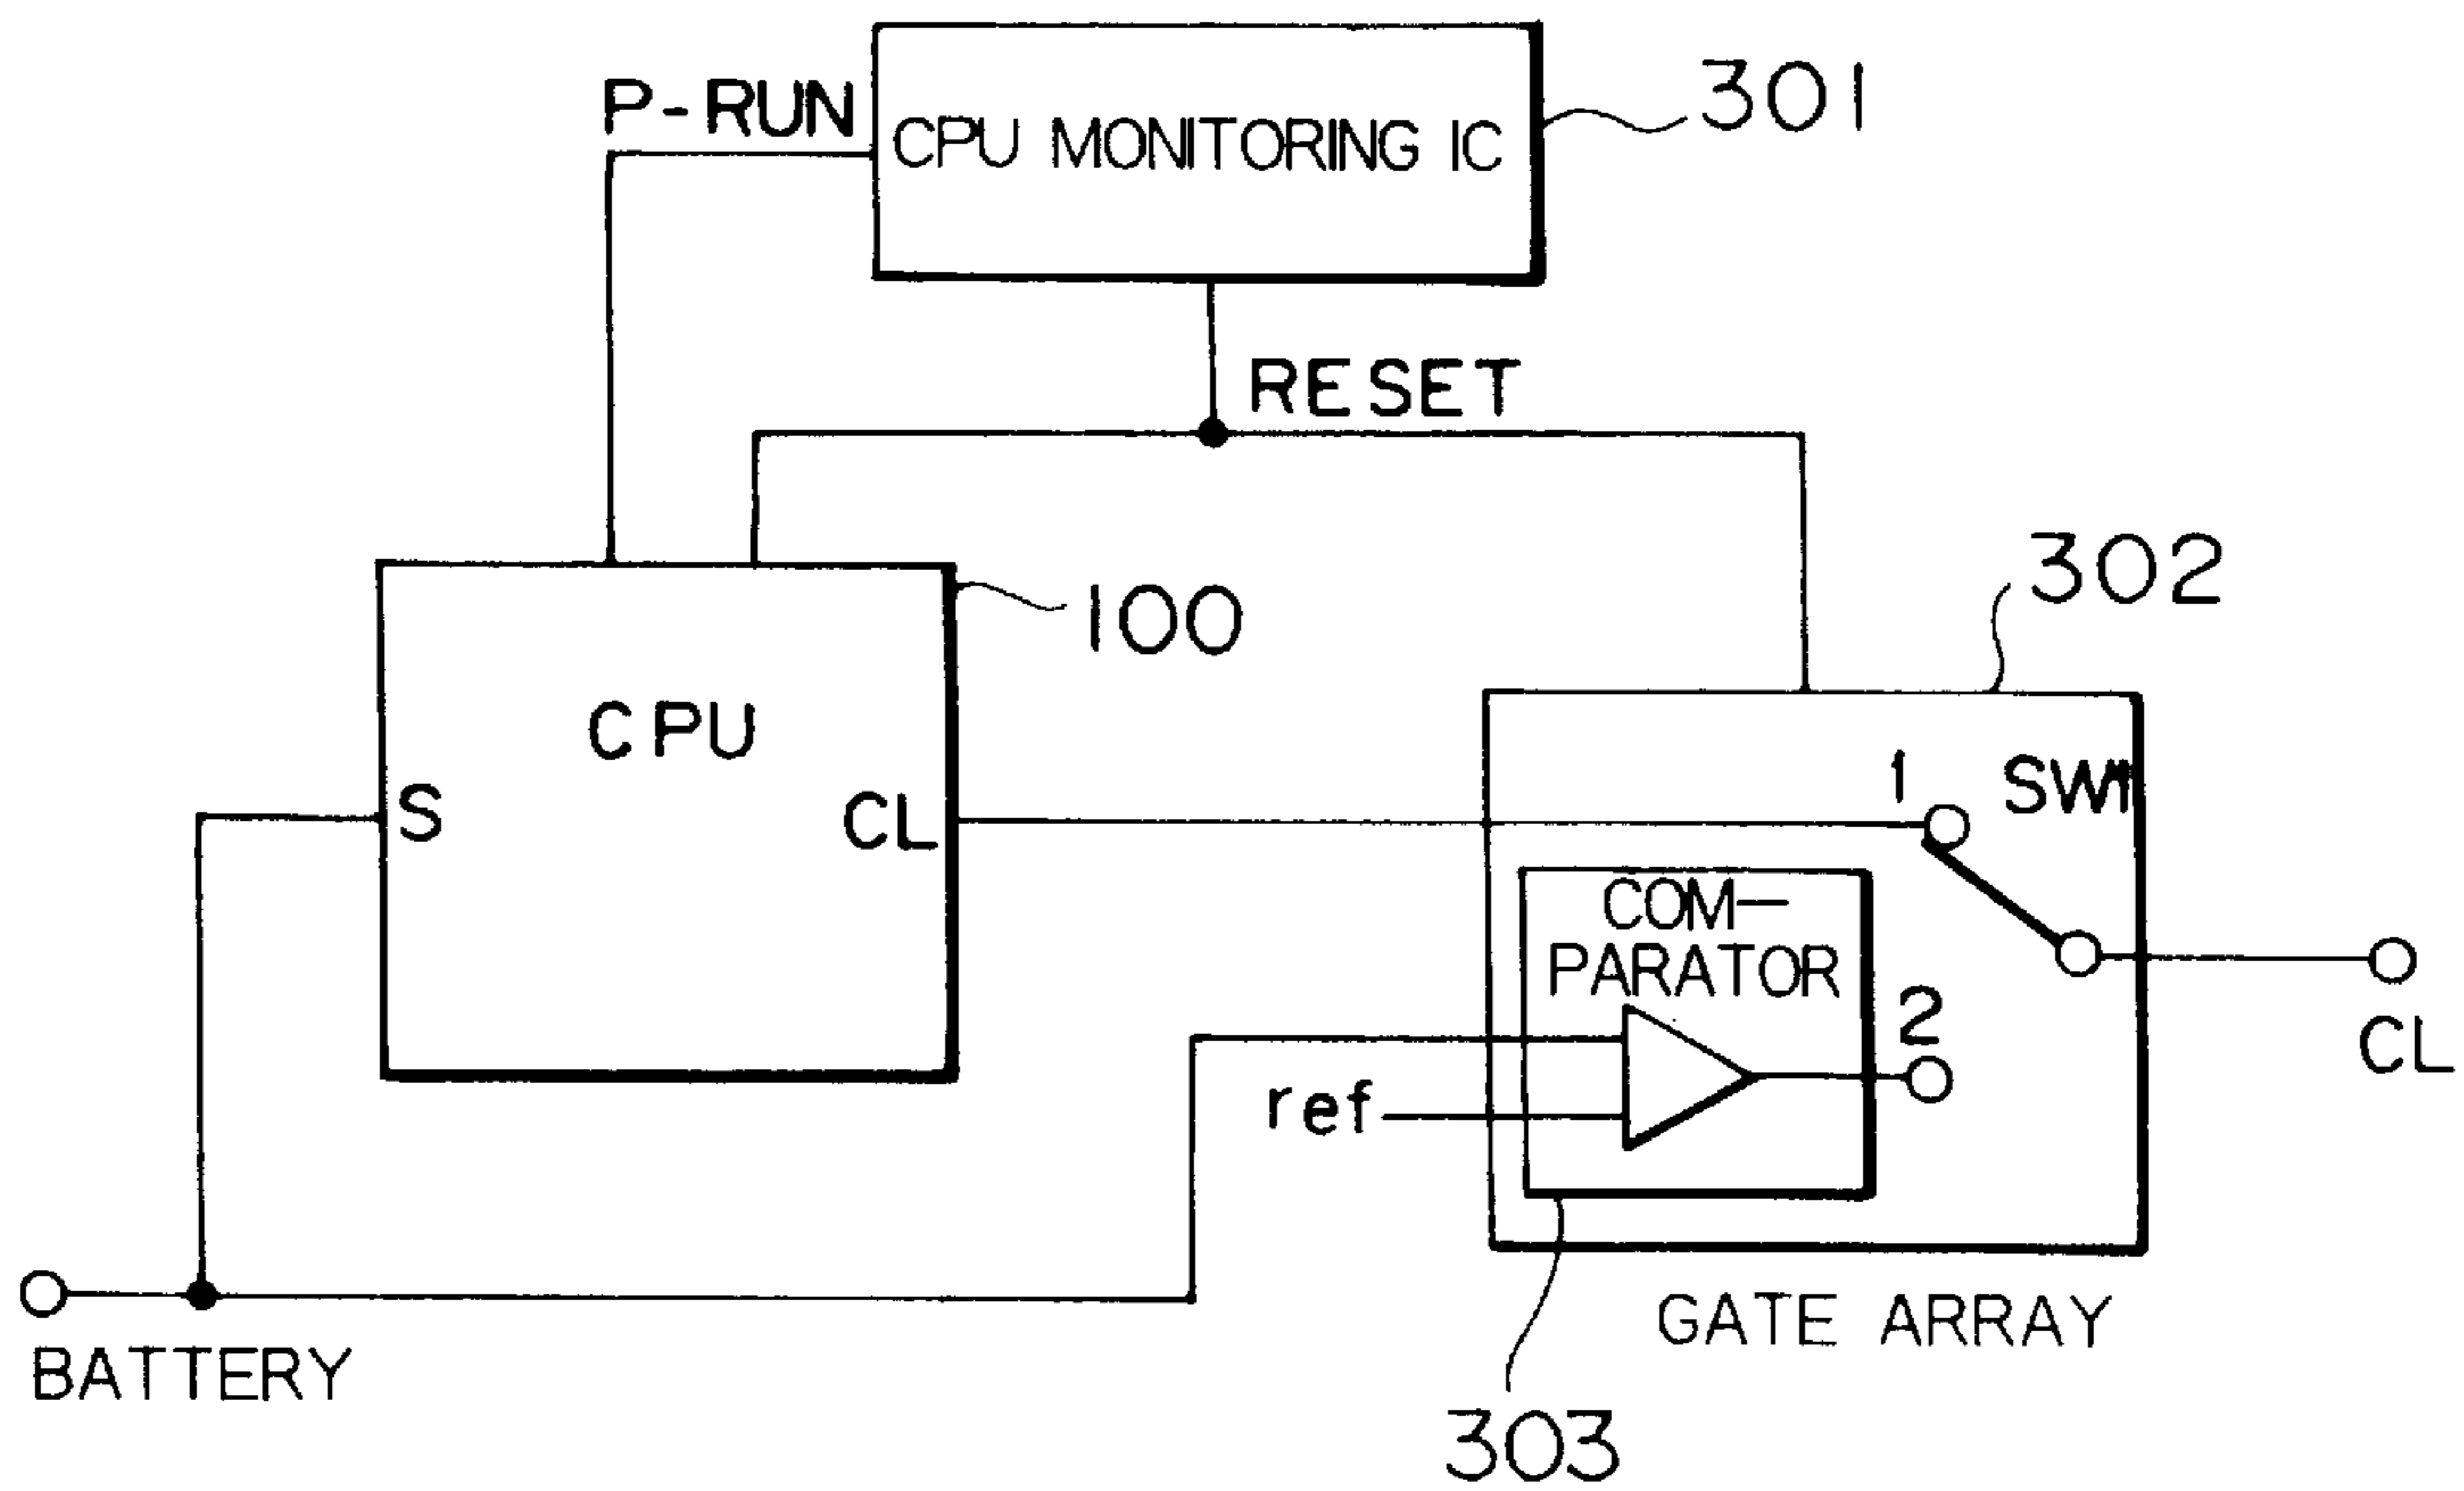 P-RUN
CPU MONITORING IC
301
RESET
302
100
CPU
1
SW1
S
CL
COM-
PARATOR
2
ref
CL
GATE ARRAY
BATTERY
303